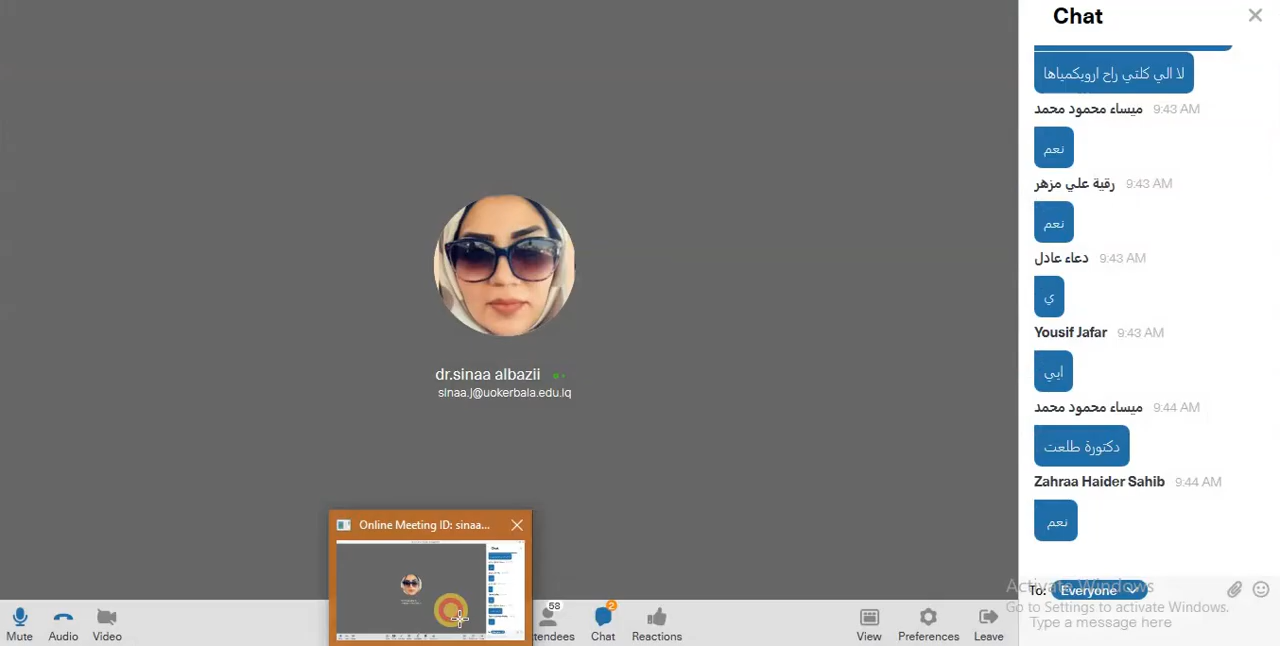 Chat
لا الي كلتي راح ارويكمياها
ميساء محمود محمد 9:43 AM
نعم
رقية علي مزهر 9:43 AM
نعم
دعاء عادل 9:43 AM
ي
Yousif Jafar 9:43 AM
ايي
ميساء محمود محمد 9:44 AM
دكتورة طلعت
Zahraa Haider Sahib 9:44 AM
نعم
dr.sinaa albazii
sinaa.j@uokerbala.edu.iq
Online Meeting ID: sinaa...
Activate Windows
To: Everyone
Go to Settings to activate Windows.
Type a message here
58
2
Mute Audio Video tendees Chat Reactions View Preferences Leave